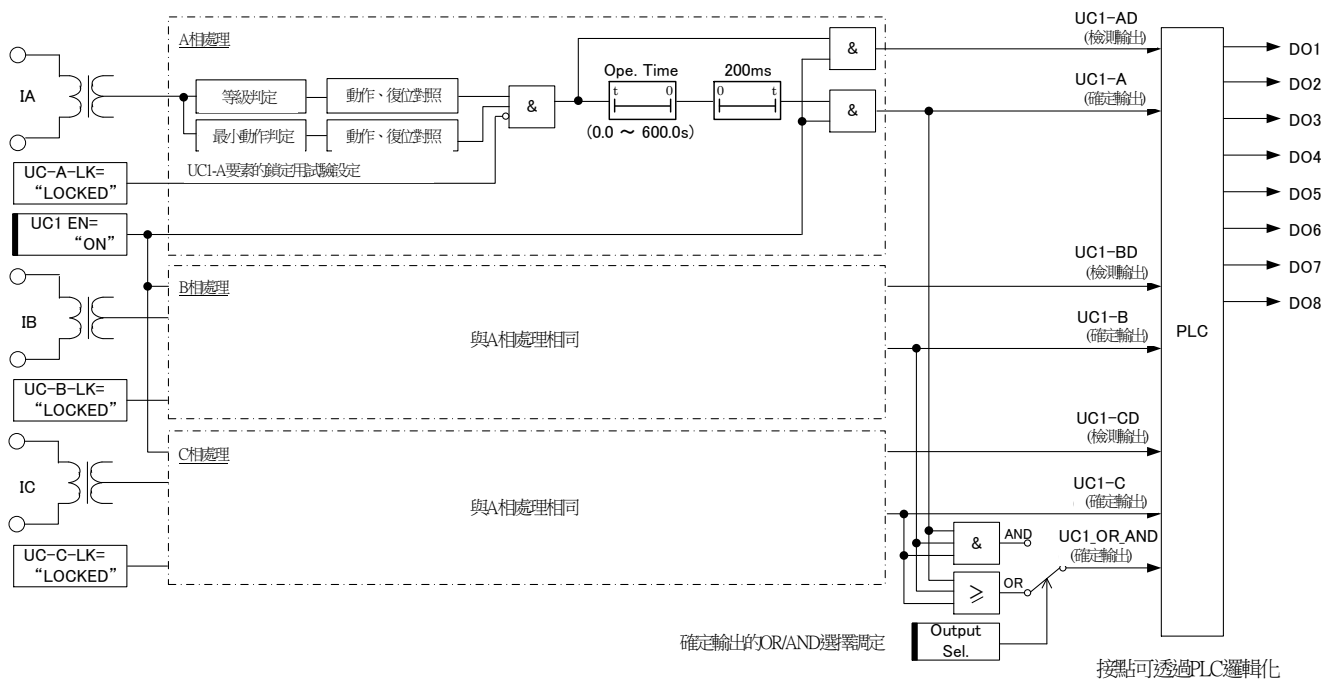 A相處理
IA
等級判定
動作、復位對照
最小動作判定
動作、復位對照
&
Ope. Time
t 0
(0.0 ～ 600.0s)
200ms
0 t
&
&
UC1-AD
(檢測輸出)
UC1-A
(確定輸出)
UC-A-LK=
“LOCKED”
UC1-A要素的鎖定用試驗設定
UC1 EN=
“ON”
B相處理
IB
與A相處理相同
UC-B-LK=
“LOCKED”
UC1-BD
(檢測輸出)
UC1-B
(確定輸出)
C相處理
IC
與A相處理相同
UC-C-LK=
“LOCKED”
UC1-CD
(檢測輸出)
UC1-C
(確定輸出)
&
AND
UC1_OR_AND
(確定輸出)
≥
OR
確定輸出的OR/AND選擇調定
Output
Sel.
PLC
DO1
DO2
DO3
DO4
DO5
DO6
DO7
DO8
接點可透過PLC邏輯化